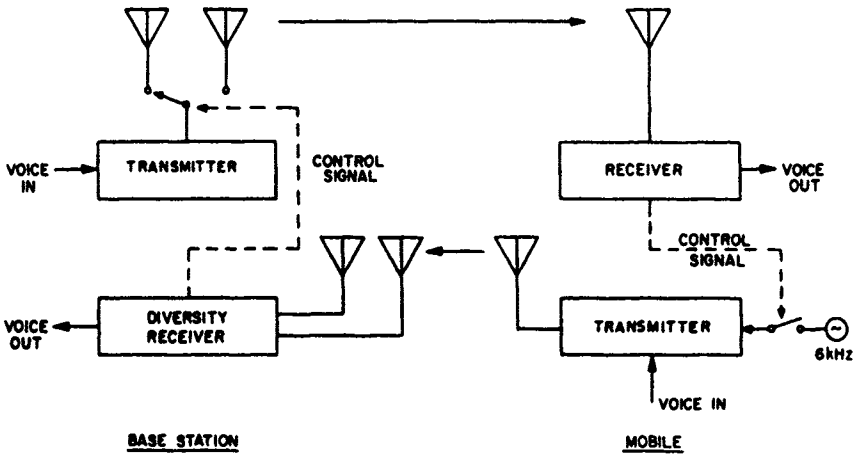 VOICE
IN
TRANSMITTER
CONTROL
SIGNAL
RECEIVER
VOICE
OUT
VOICE
OUT
DIVERSITY
RECEIVER
CONTROL
SIGNAL
TRANSMITTER
~
6kHz
VOICE IN
BASE STATION
MOBILE